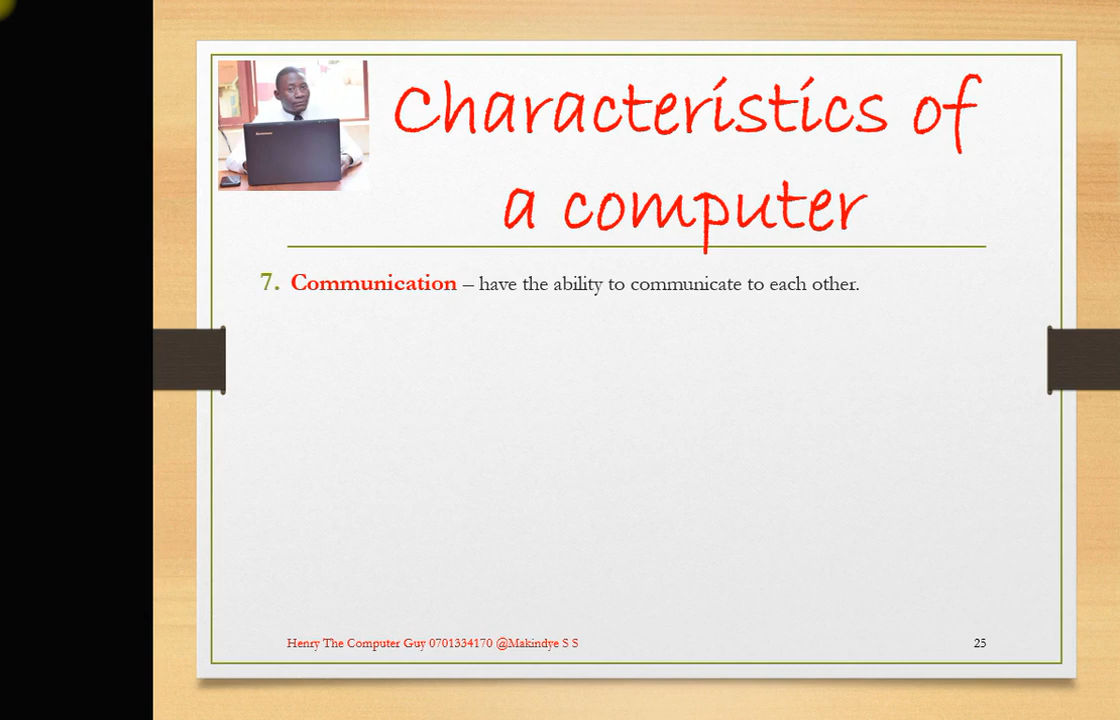 Characteristics of
a computer
7. Communication – have the ability to communicate to each other.
Henry The Computer Guy 0701334170 @Makindye S S
25